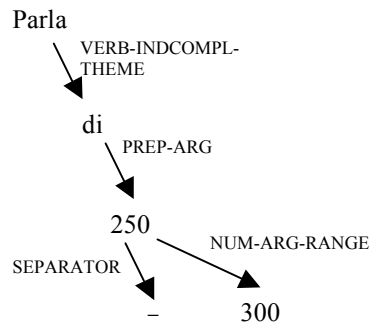 Parla
VERB-INDCOMPL-
THEME
di
PREP-ARG
250
NUM-ARG-RANGE
SEPARATOR
–
300